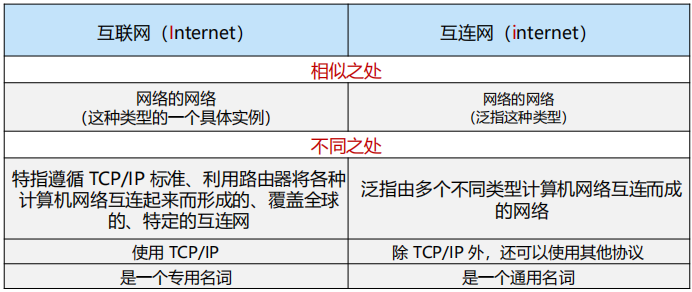 互联网（Internet）
互连网（internet）
相似之处
网络的网络
（这种类型的一个具体实例）
网络的网络
（泛指这种类型）
不同之处
特指遵循 TCP/IP 标准、利用路由器将各种
计算机网络互连起来而形成的、覆盖全球
的、特定的互连网
泛指由多个不同类型计算机网络互连而成
的网络
使用 TCP/IP
除 TCP/IP 外，还可以使用其他协议
是一个专用名词
是一个通用名词